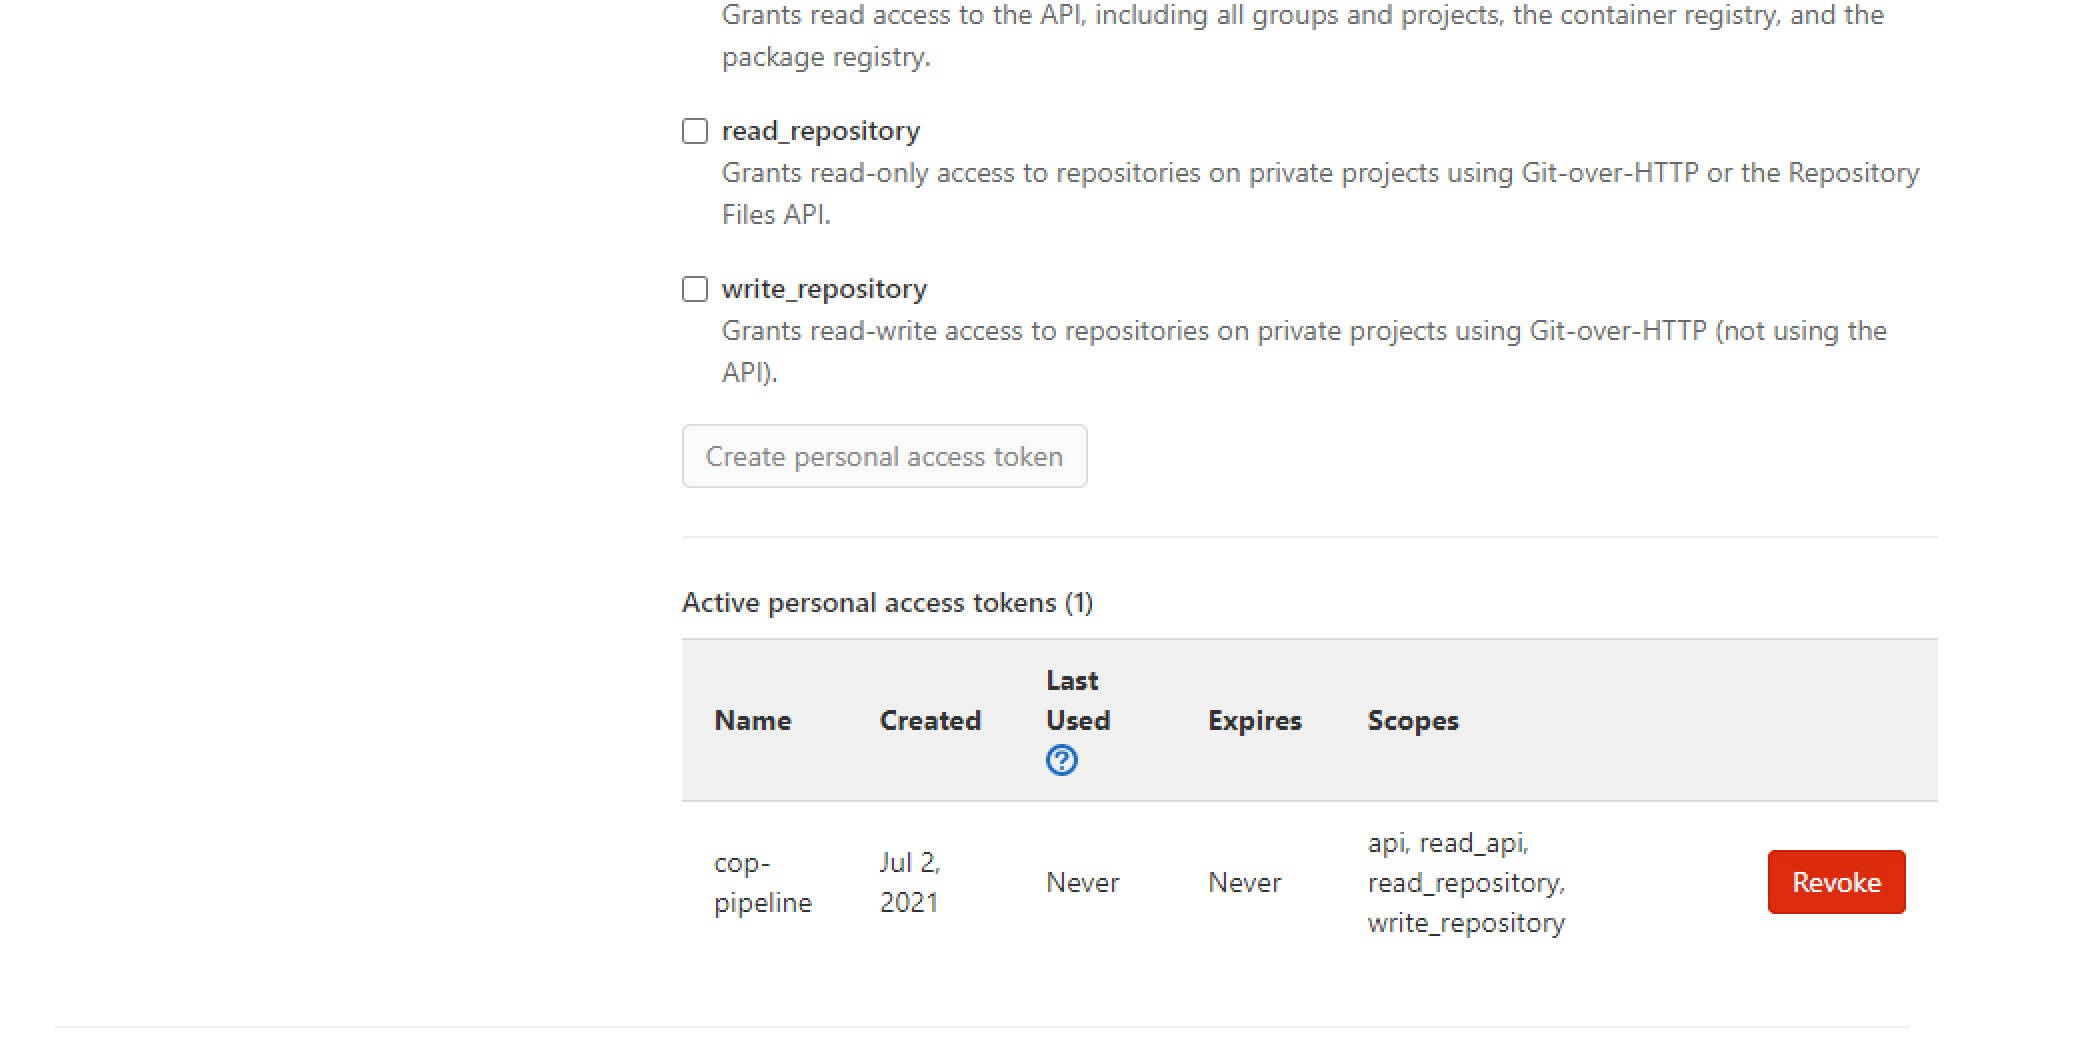 Grants read access to the API, including all groups and projects, the container registry, and the
package registry.
read_repository
Grants read-only access to repositories on private projects using Git-over-HTTP or the Repository
Files API.
write_repository
Grants read-write access to repositories on private projects using Git-over-HTTP (not using the
API).
Create personal access token
Active personal access tokens (1)
Name Created Last Used Expires Scopes
cop-pipeline Jul 2, 2021 Never Never api, read_api, read_repository, write_repository Revoke